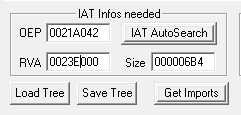 IAT Infos needed
OEP 0021A042 IAT AutoSearch
RVA 0023E000 Size 000006B4
Load Tree Save Tree Get Imports